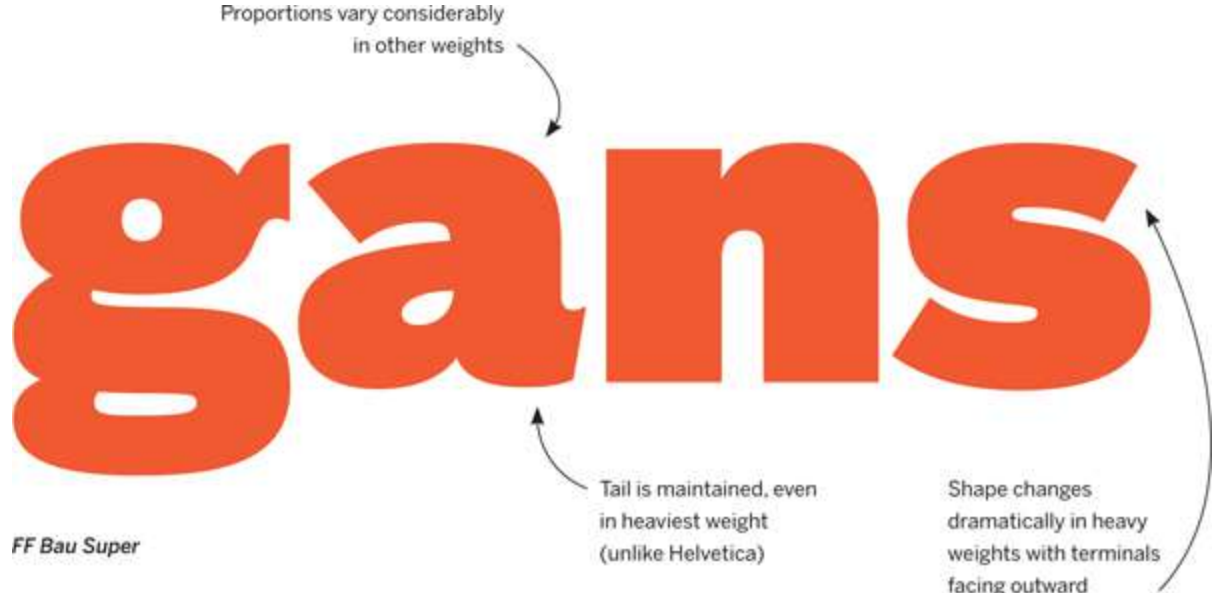 Proportions vary considerably
in other weights
gans
Tail is maintained, even
in heaviest weight
(unlike Helvetica)
Shape changes
dramatically in heavy
weights with terminals
facing outward
FF Bau Super